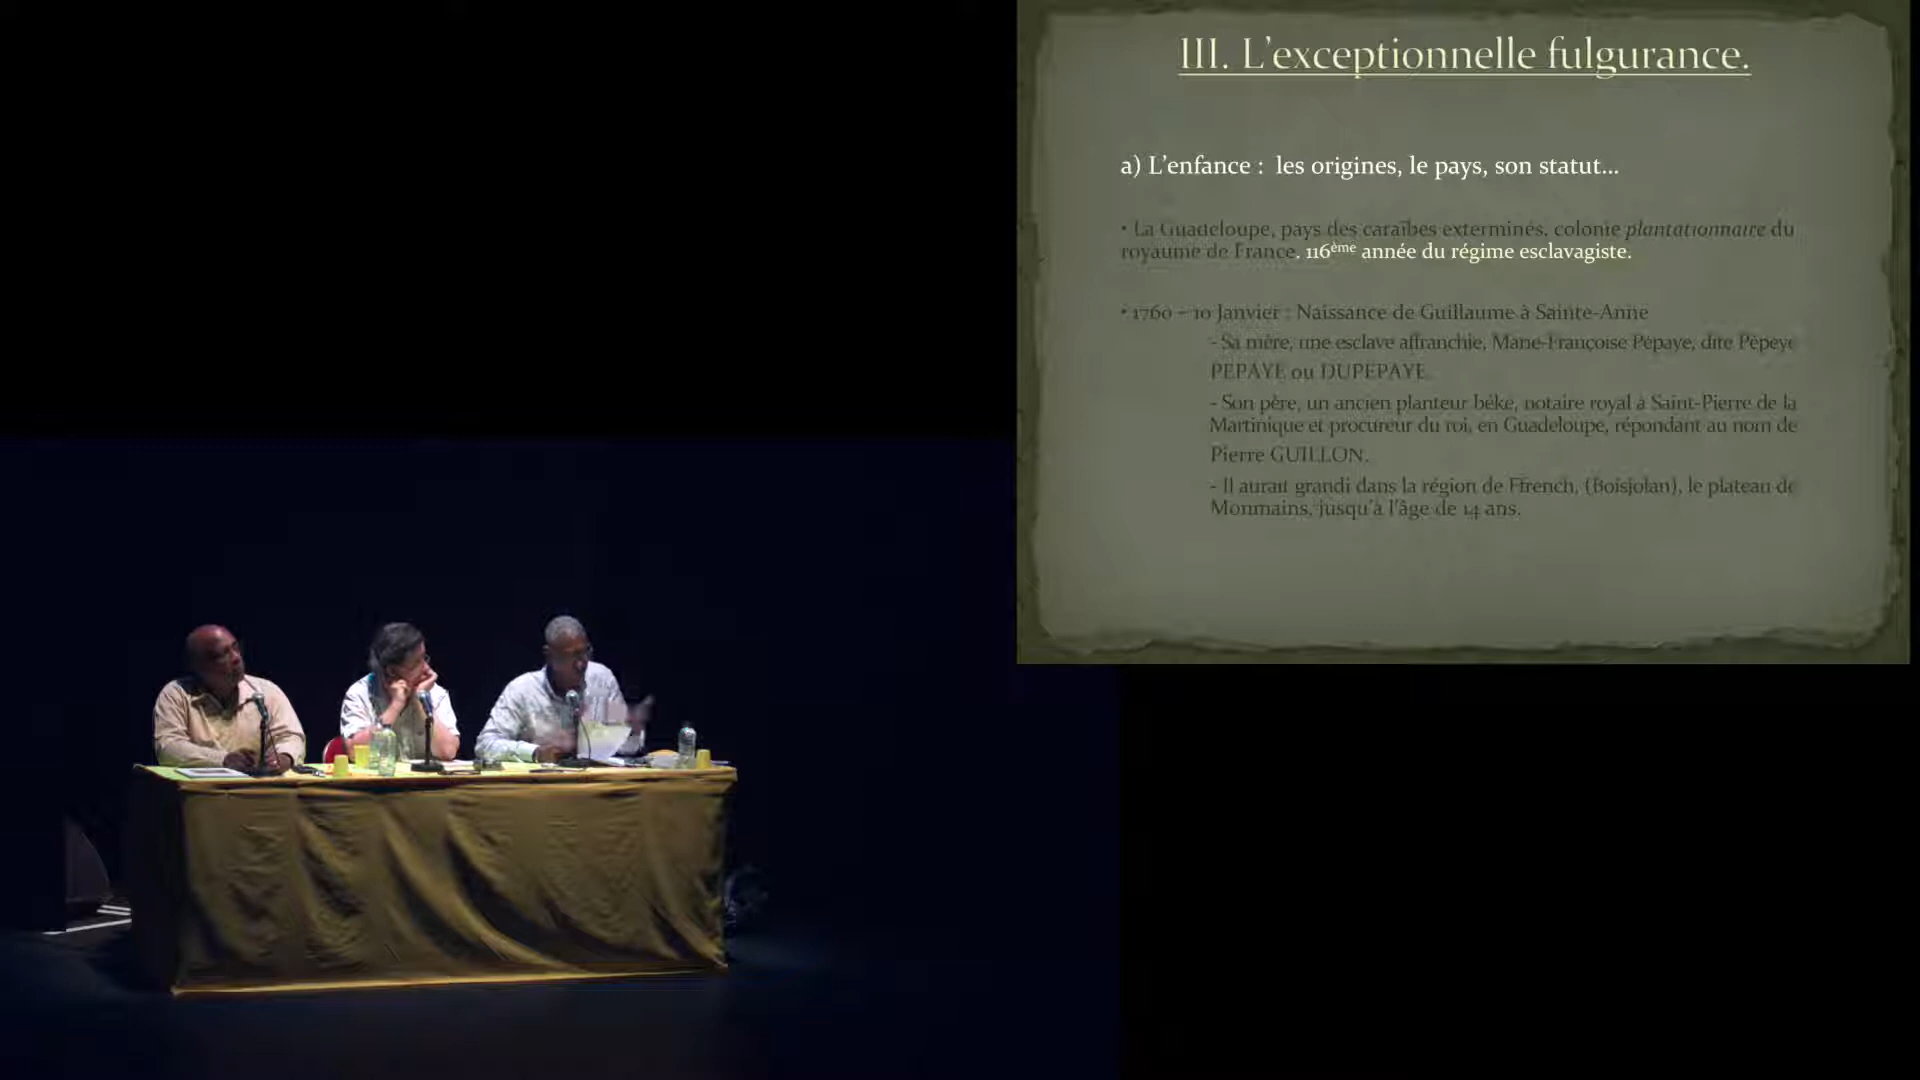 III. L'exceptionnelle fulgurance.
a) L'enfance : les origines, le pays, son statut...
• La Guadeloupe, pays des caraïbes exterminés, colonie plantationnaire du
royaume de France. 116ème année du régime esclavagiste.
• 1760 – 10 Janvier : Naissance de Guillaume à Sainte-Anne
- Sa mère, une esclave affranchie, Marie-Françoise Pépaye, dite Pèpeye
PEPAYE ou DUPEPAYE.
- Son père, un ancien planteur béké, notaire royal à Saint-Pierre de la
Martinique et procureur du roi, en Guadeloupe, répondant au nom de
Pierre GUILLON.
- Il aurait grandi dans la région de Ffrench, (Boisjolan), le plateau de
Monmains, jusqu'à l'âge de 14 ans.